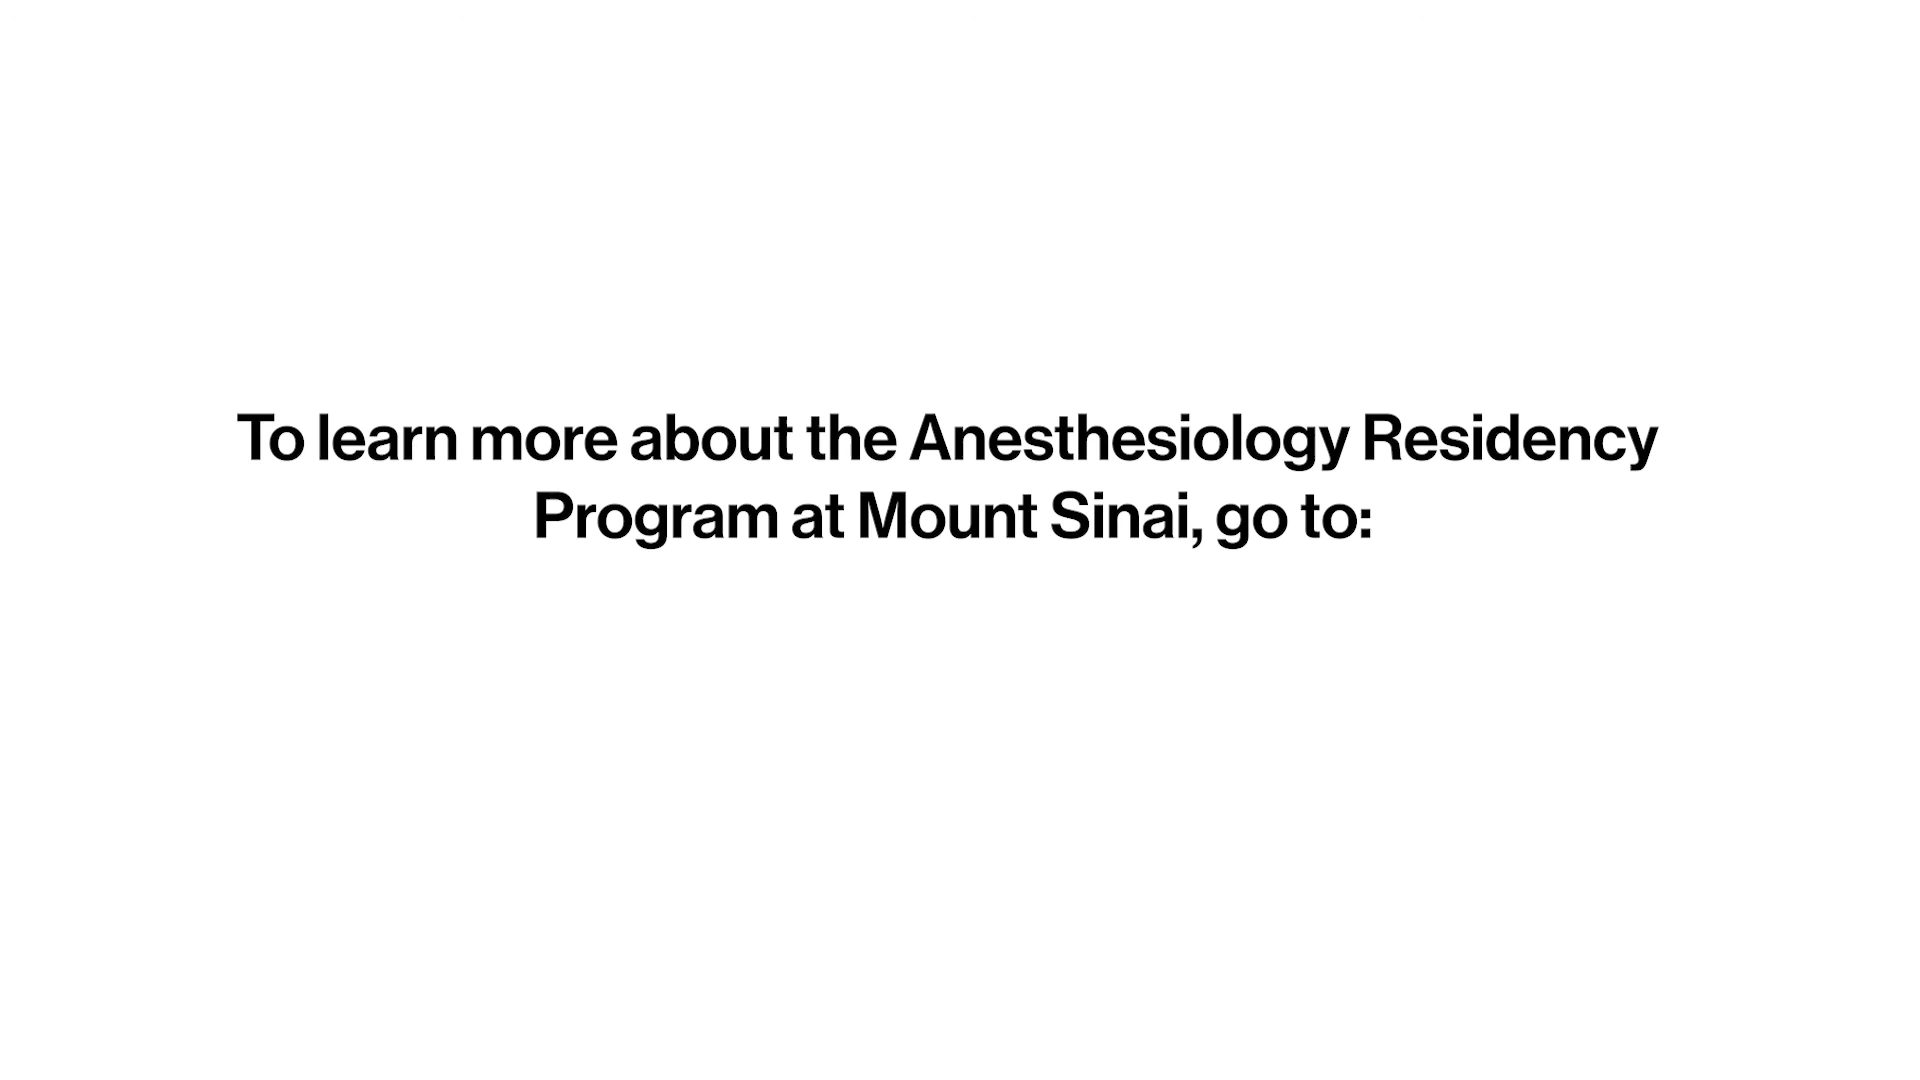 To learn more about the Anesthesiology Residency
Program at Mount Sinai, go to: